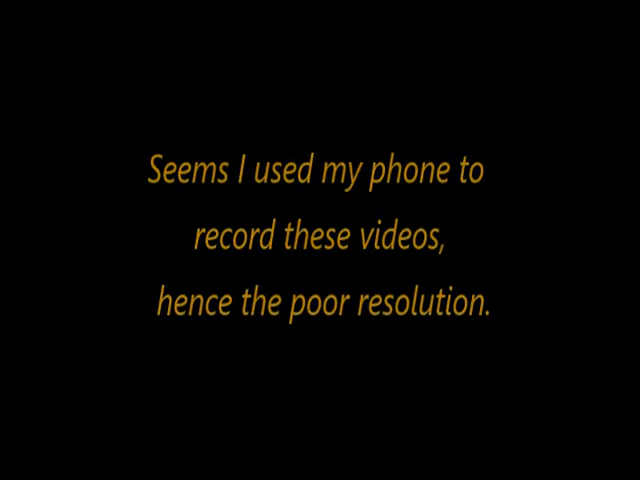 Seems I used my phone to
record these videos,
hence the poor resolution.